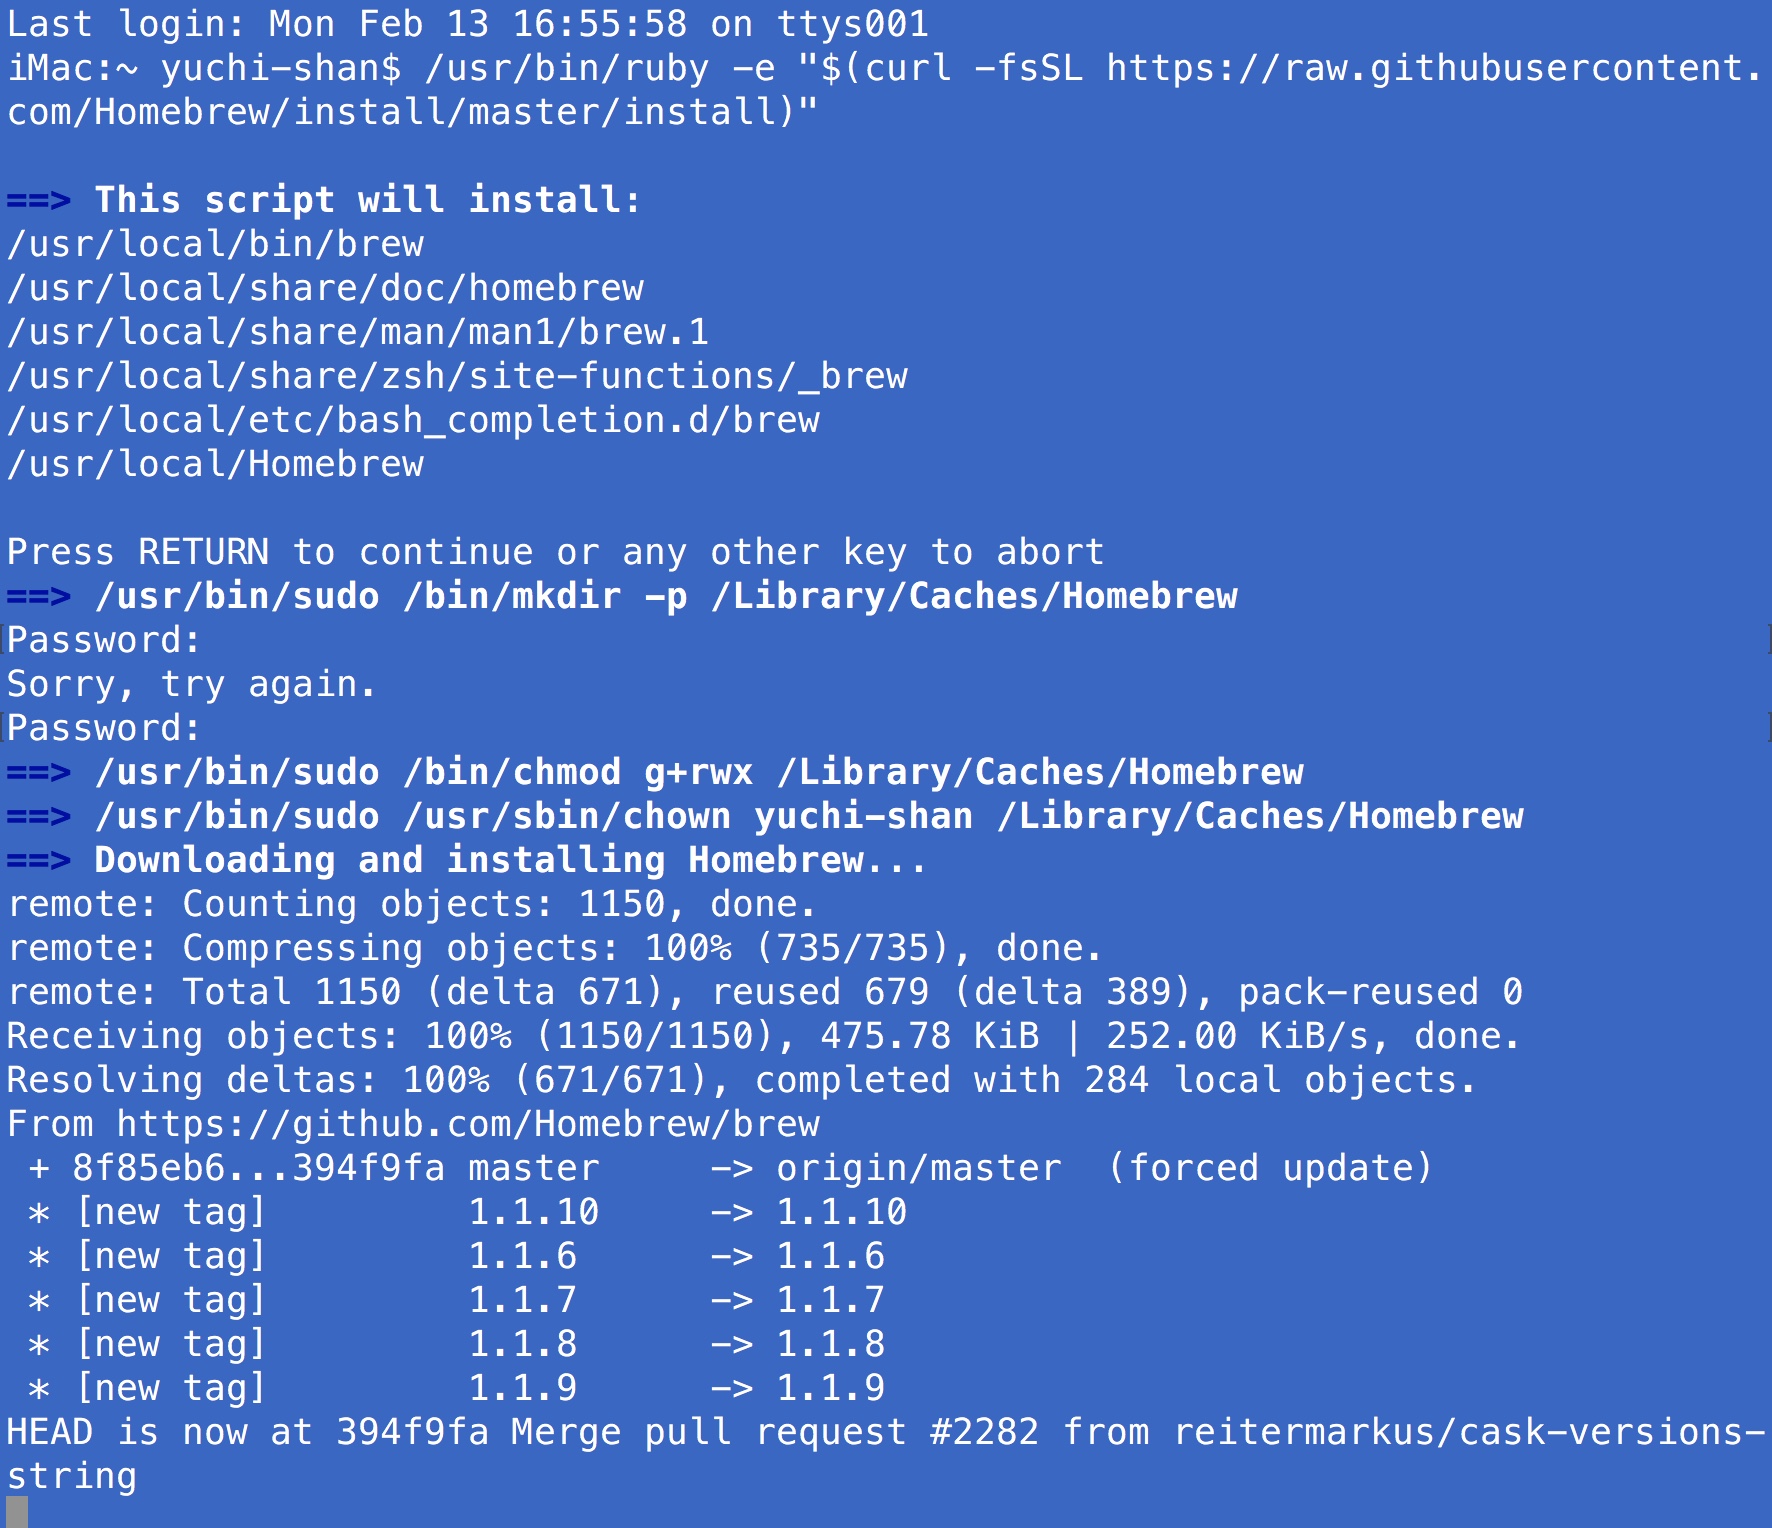 Last login: Mon Feb 13 16:55:58 on ttys001
iMac:~ yuchi-shan$ /usr/bin/ruby -e "$(curl -fsSL https://raw.githubusercontent.
com/Homebrew/install/master/install)"
==> This script will install:
/usr/local/bin/brew
/usr/local/share/doc/homebrew
/usr/local/share/man/man1/brew.1
/usr/local/share/zsh/site-functions/_brew
/usr/local/etc/bash_completion.d/brew
/usr/local/Homebrew
Press RETURN to continue or any other key to abort
==> /usr/bin/sudo /bin/mkdir -p /Library/Caches/Homebrew
[Password: ]
Sorry, try again.
[Password: ]
==> /usr/bin/sudo /bin/chmod g+rwx /Library/Caches/Homebrew
==> /usr/bin/sudo /usr/sbin/chown yuchi-shan /Library/Caches/Homebrew
==> Downloading and installing Homebrew...
remote: Counting objects: 1150, done.
remote: Compressing objects: 100% (735/735), done.
remote: Total 1150 (delta 671), reused 679 (delta 389), pack-reused 0
Receiving objects: 100% (1150/1150), 475.78 KiB | 252.00 KiB/s, done.
Resolving deltas: 100% (671/671), completed with 284 local objects.
From https://github.com/Homebrew/brew
 + 8f85eb6...394f9fa master     -> origin/master  (forced update)
 * [new tag]         1.1.10     -> 1.1.10
 * [new tag]         1.1.6      -> 1.1.6
 * [new tag]         1.1.7      -> 1.1.7
 * [new tag]         1.1.8      -> 1.1.8
 * [new tag]         1.1.9      -> 1.1.9
HEAD is now at 394f9fa Merge pull request #2282 from reitermarkus/cask-versions-
string